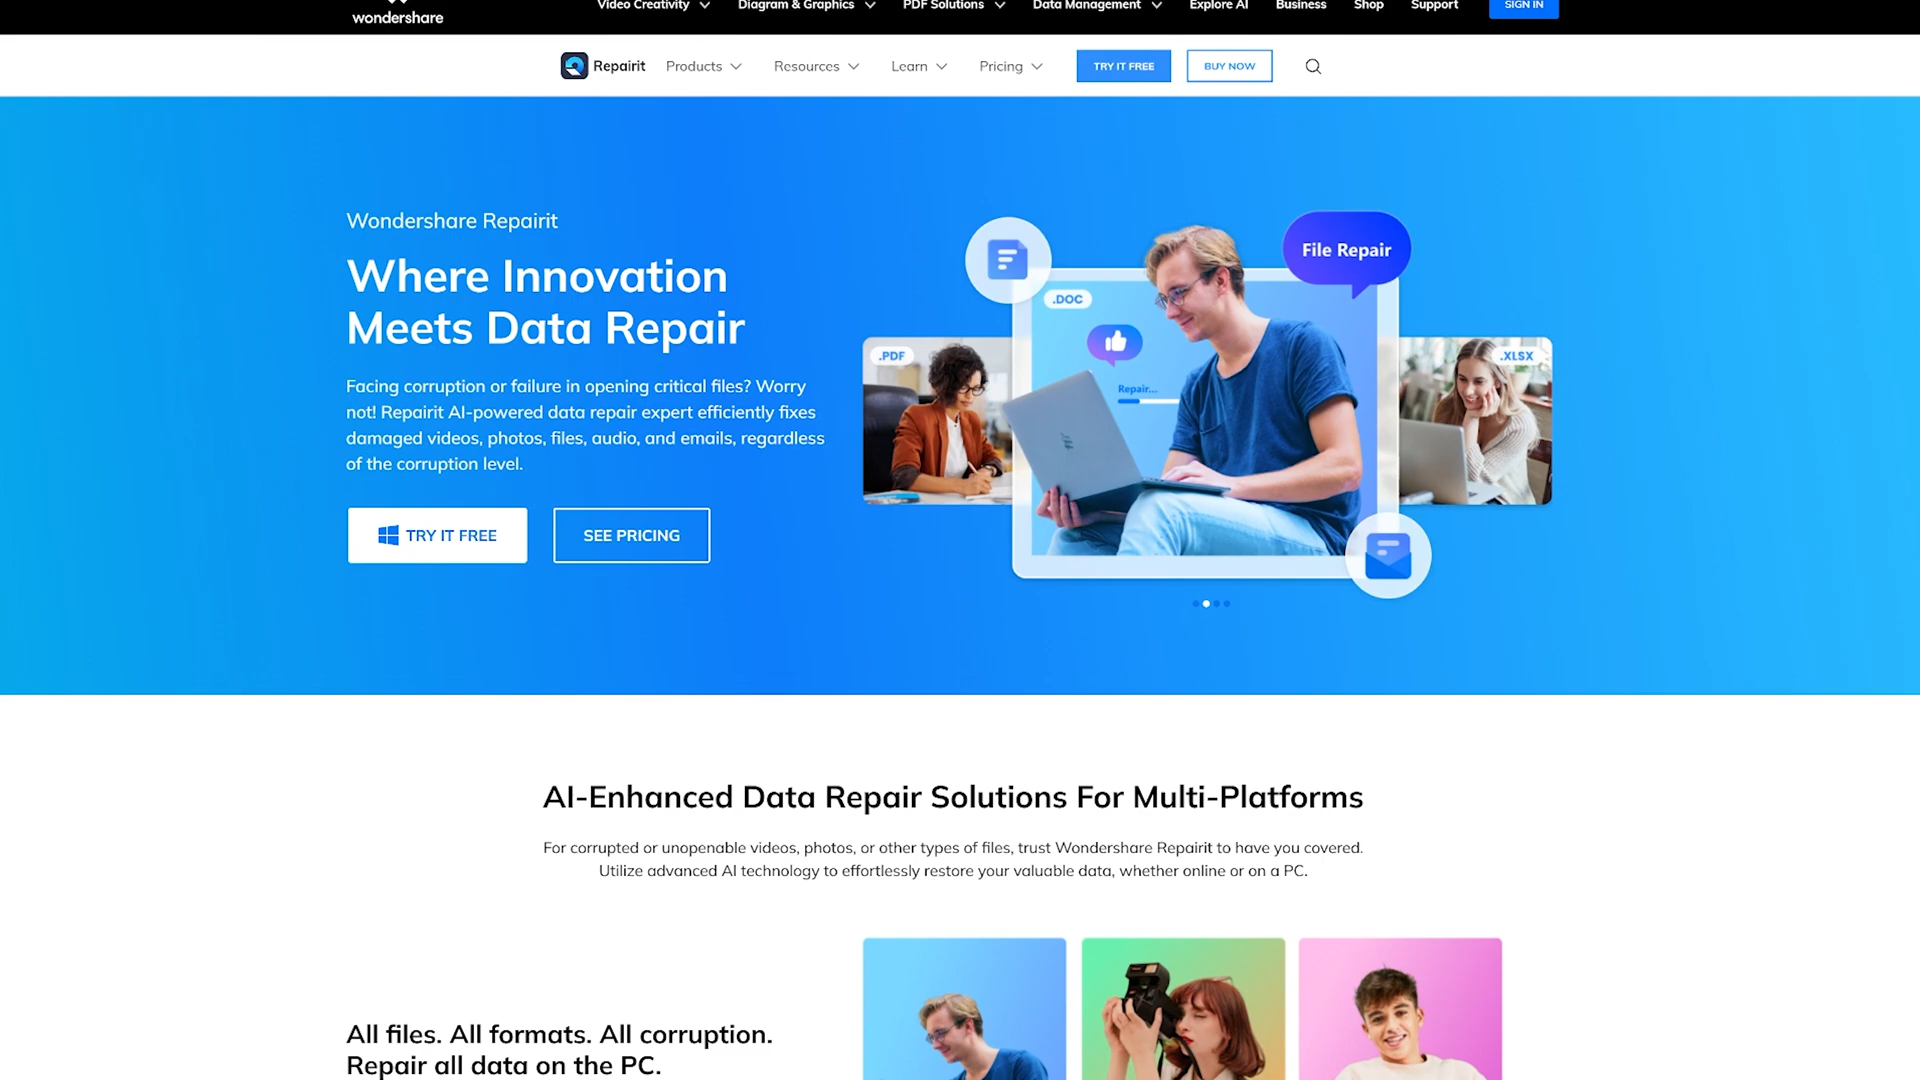 wondershare
Video Creativity
Diagram & Graphics
PDF Solutions
Data Management
Explore AI
Business
Shop
Support
SIGN IN
Repairit
Products
Resources
Learn
Pricing
TRY IT FREE
BUY NOW
Wondershare Repairit
Where Innovation
Meets Data Repair
Facing corruption or failure in opening critical files? Worry
not! Repairit AI-powered data repair expert efficiently fixes
damaged videos, photos, files, audio, and emails, regardless
of the corruption level.
TRY IT FREE
SEE PRICING
File Repair
.DOC
.PDF
.XLSX
Repair...
AI-Enhanced Data Repair Solutions For Multi-Platforms
For corrupted or unopenable videos, photos, or other types of files, trust Wondershare Repairit to have you covered.
Utilize advanced AI technology to effortlessly restore your valuable data, whether online or on a PC.
All files. All formats. All corruption.
Repair all data on the PC.